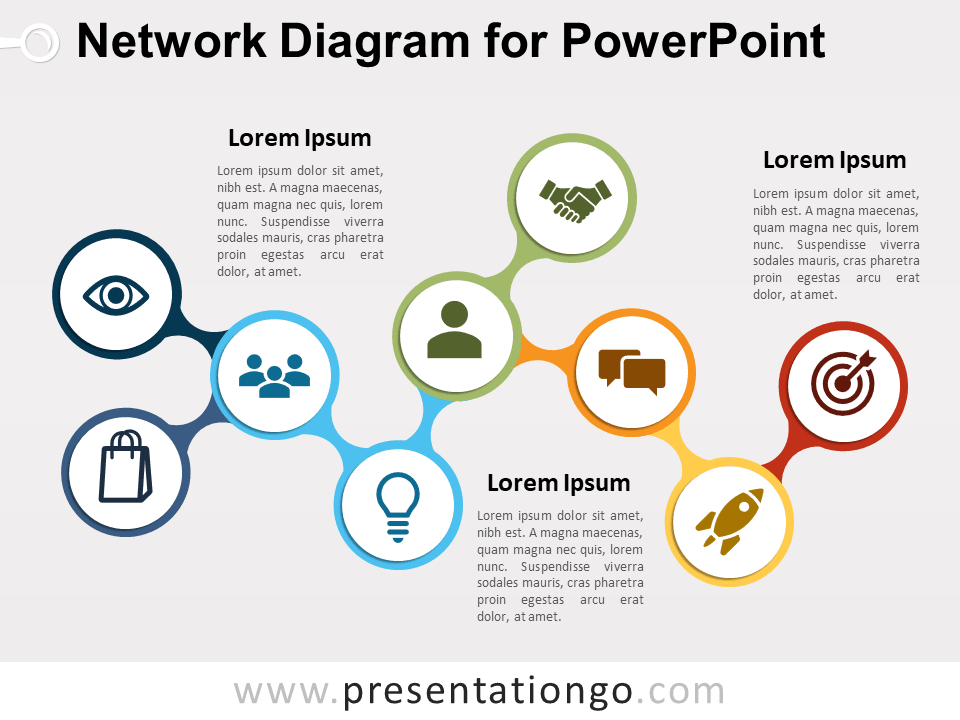 Network Diagram for PowerPoint
Lorem Ipsum
Lorem ipsum dolor sit amet,
nibh est. A magna maecenas,
quam magna nec quis, lorem
nunc. Suspendisse viverra
sodales mauris, cras pharetra
proin egestas arcu erat
dolor, at amet.
Lorem Ipsum
Lorem ipsum dolor sit amet,
nibh est. A magna maecenas,
quam magna nec quis, lorem
nunc. Suspendisse viverra
sodales mauris, cras pharetra
proin egestas arcu erat
dolor, at amet.
Lorem Ipsum
Lorem ipsum dolor sit amet,
nibh est. A magna maecenas,
quam magna nec quis, lorem
nunc. Suspendisse viverra
sodales mauris, cras pharetra
proin egestas arcu erat
dolor, at amet.
www.presentationgo.com